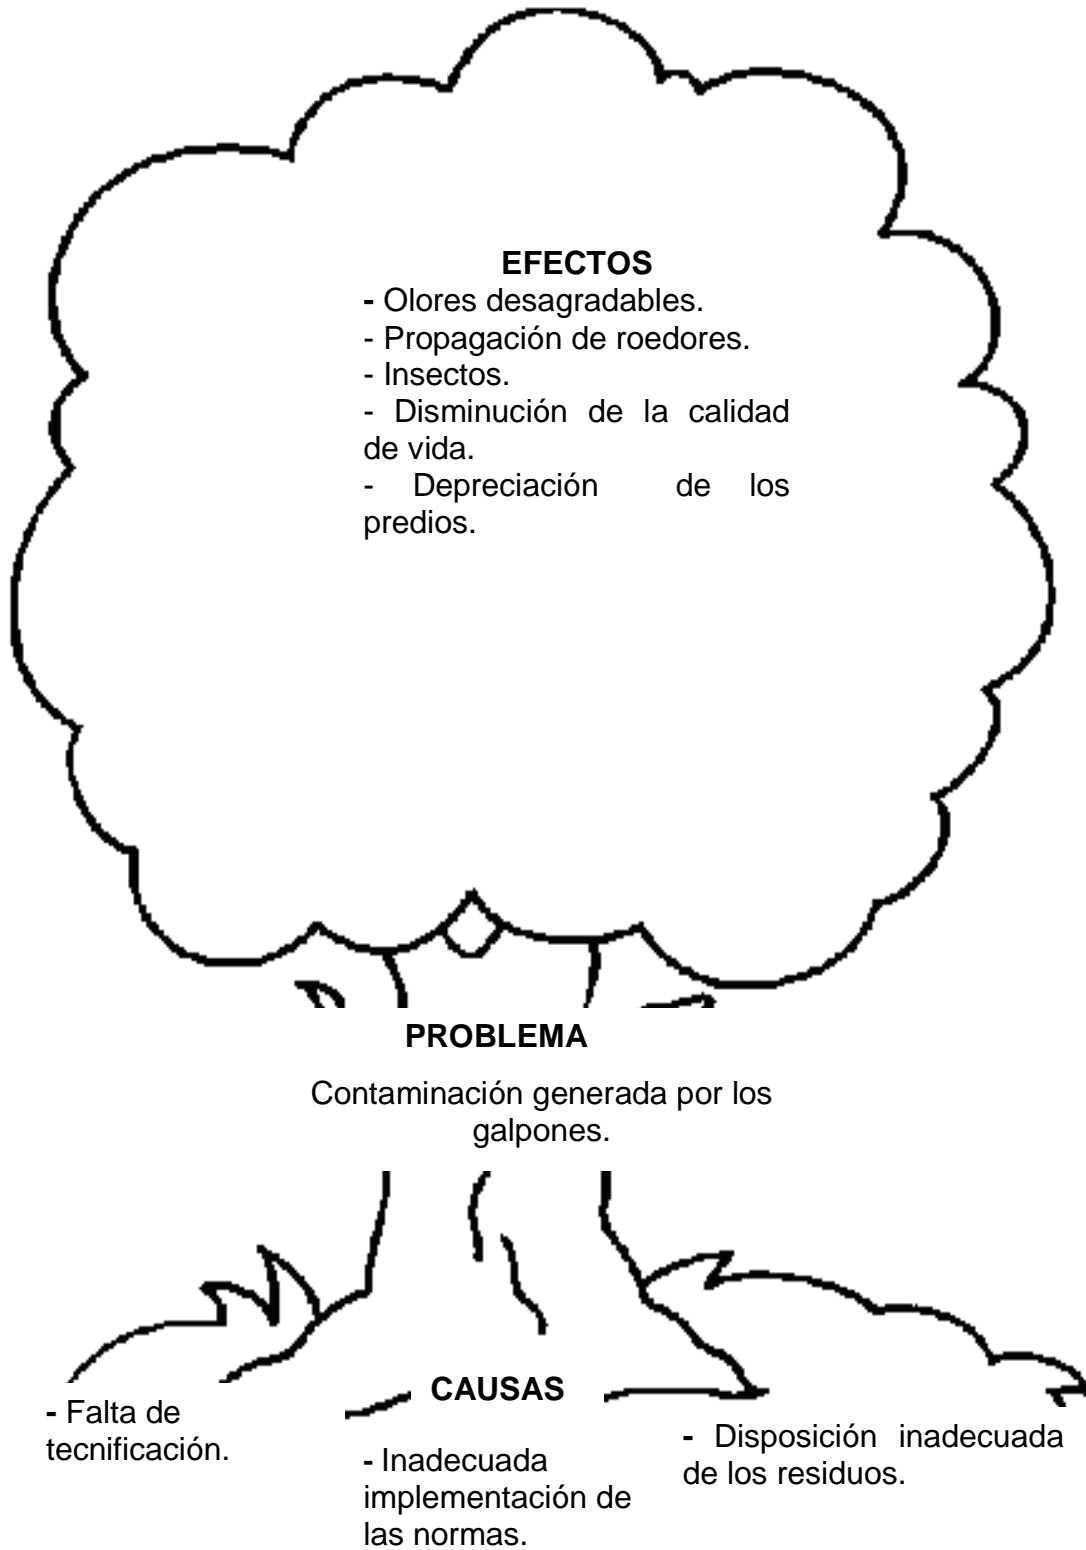 EFECTOS
- Olores desagradables.
- Propagación de roedores.
- Insectos.
- Disminución de la calidad
de vida.
- Depreciación de los
predios.
PROBLEMA
Contaminación generada por los
galpones.
CAUSAS
- Falta de
tecnificación.
- Inadecuada
implementación de
las normas.
- Disposición inadecuada
de los residuos.